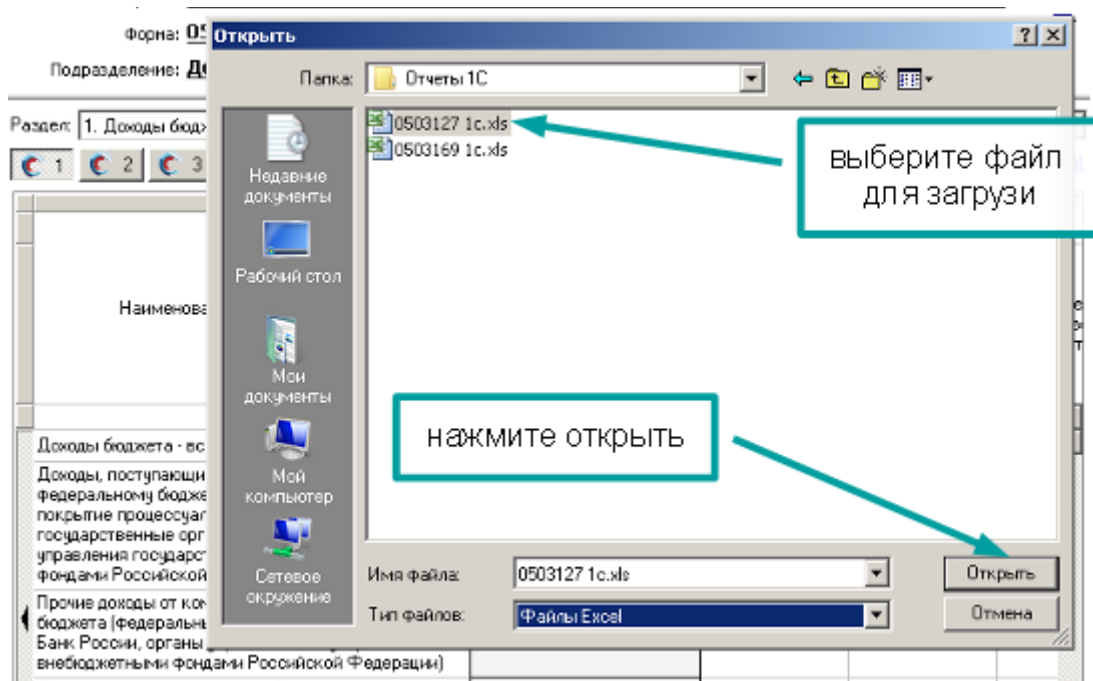 Форма: 05
Открыть
Подразделение: До
Папка:
Отчеты 1С
Раздел: 1. Доходы бюдж
1 2 3
0503127 1c.xls
0503169 1c.xls
выберите файл
для загрузи
Недавние
документы
Рабочий стол
Наименова
Мои
документы
нажмите открыть
Мой
компьютер
Сетевое
окружение
Доходы бюджета - вс
Доходы, поступающи
федеральному бюдже
покрытие процессуал
государственные орг
управления государст
фондами Российской
Прочие доходы от ком
бюджета (федеральны
Банк России, органы
внебюджетными фондами Российской Федерации)
Имя файла: 0503127 1c.xls
Открыть
Тип файлов: Файлы Excel
Отмена